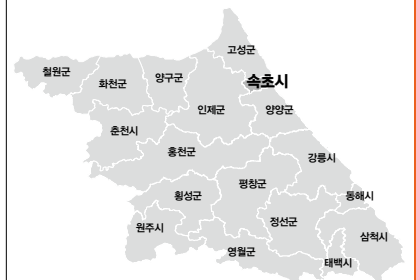 고성군
속초시
철원군
화천군
양구군
인제군
양양군
춘천시
홍천군
강릉시
횡성군
평창군
동해시
원주시
정선군
삼척시
영월군
태백시